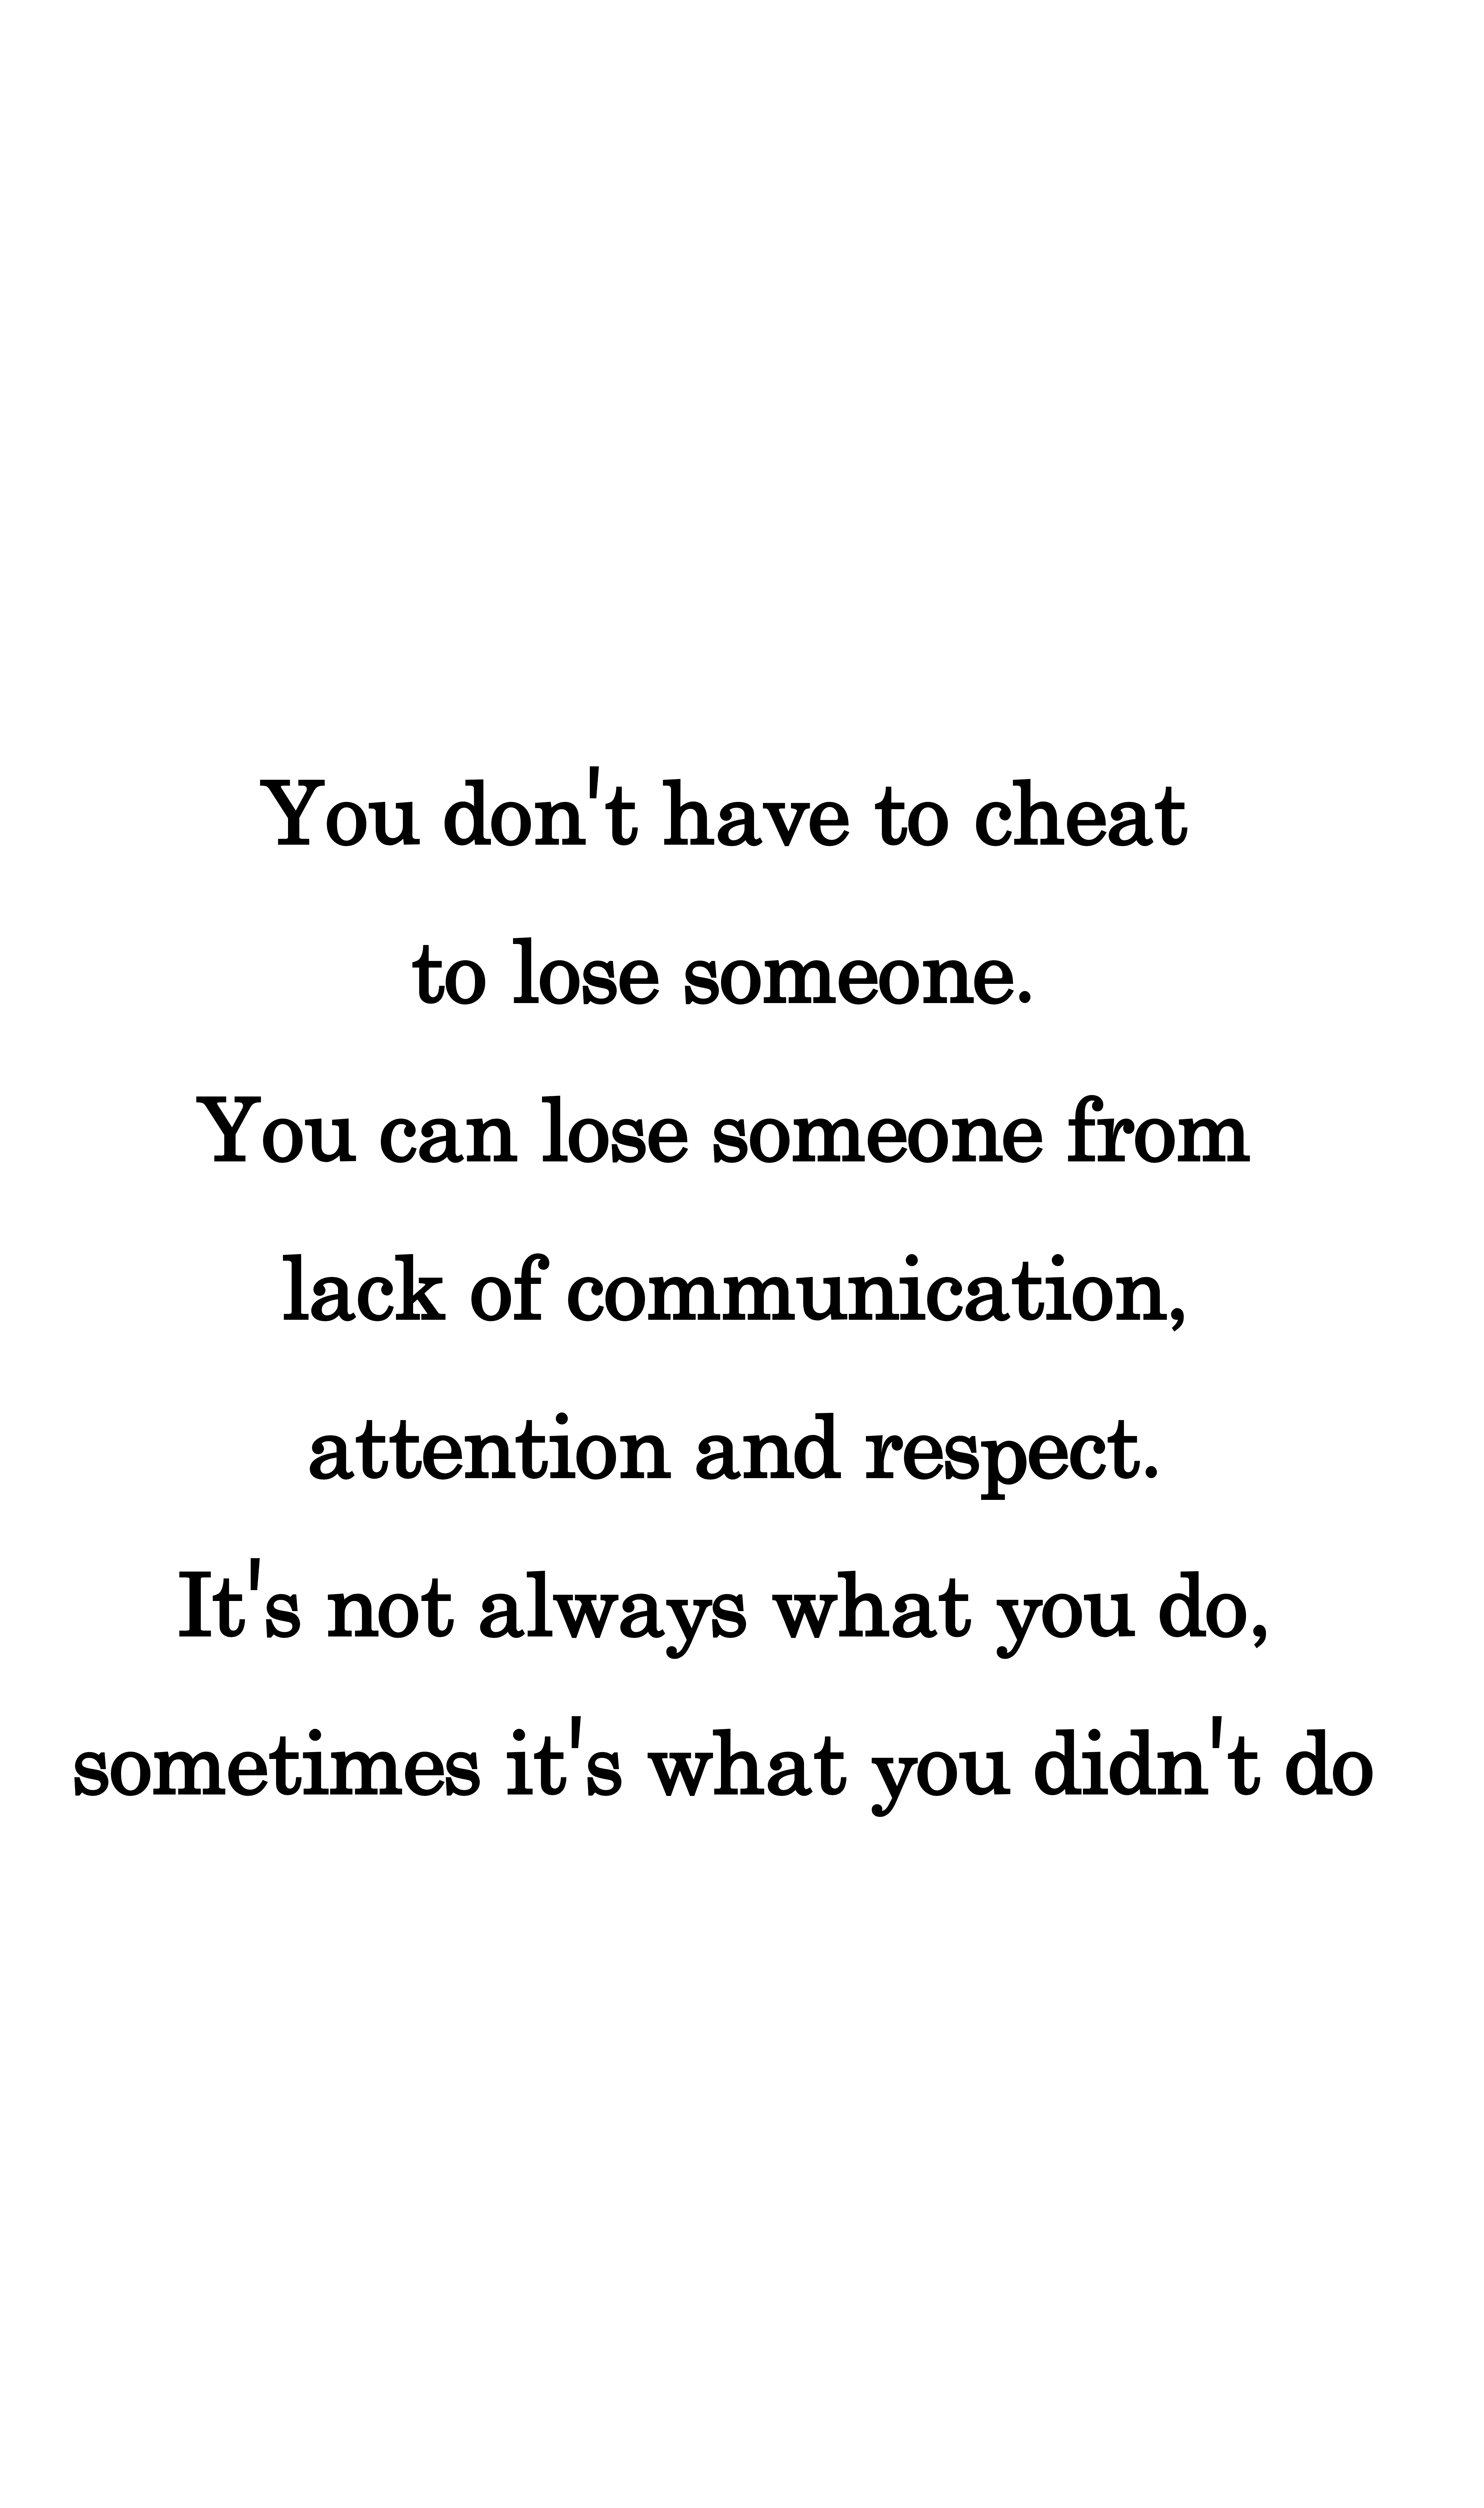 You don't have to cheat
to lose someone.
You can lose someone from
lack of communication,
attention and respect.
It's not always what you do,
sometimes it's what you didn't do